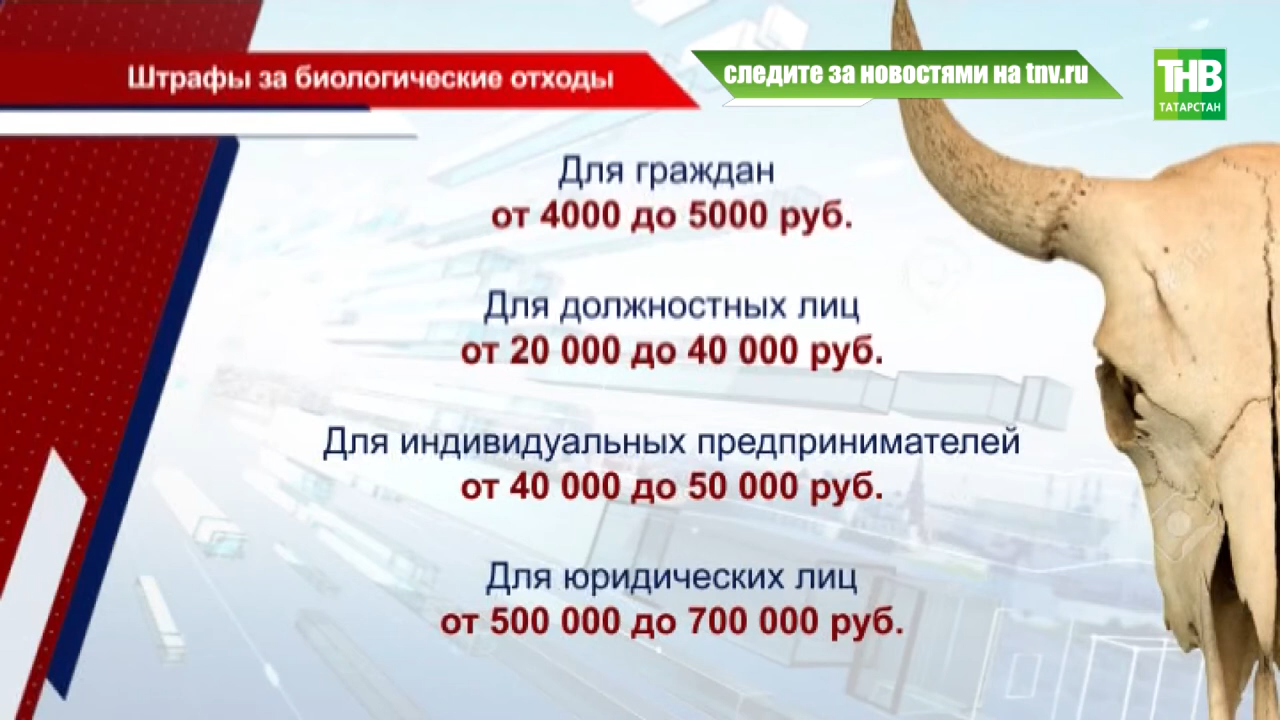 Штрафы за биологические отходы
следите за новостями на tnv.ru
ТНВ
ТАТАРСТАН
Для граждан
от 4000 до 5000 руб.
Для должностных лиц
от 20 000 до 40 000 руб.
Для индивидуальных предпринимателей
от 40 000 до 50 000 руб.
Для юридических лиц
от 500 000 до 700 000 руб.